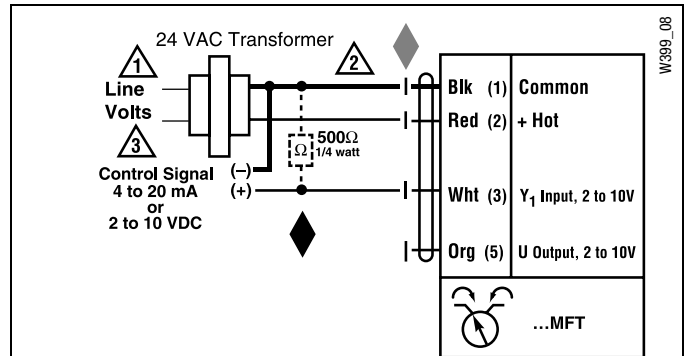 24 VAC Transformer
1
2
Line
Volts
3
Control Signal
4 to 20 mA
or
2 to 10 VDC
(–)
(+)
Ω
500Ω
1/4 watt
Blk (1) Common
Red (2) + Hot
Wht (3) Y₁ Input, 2 to 10V
Org (5) U Output, 2 to 10V
...MFT
W399_08